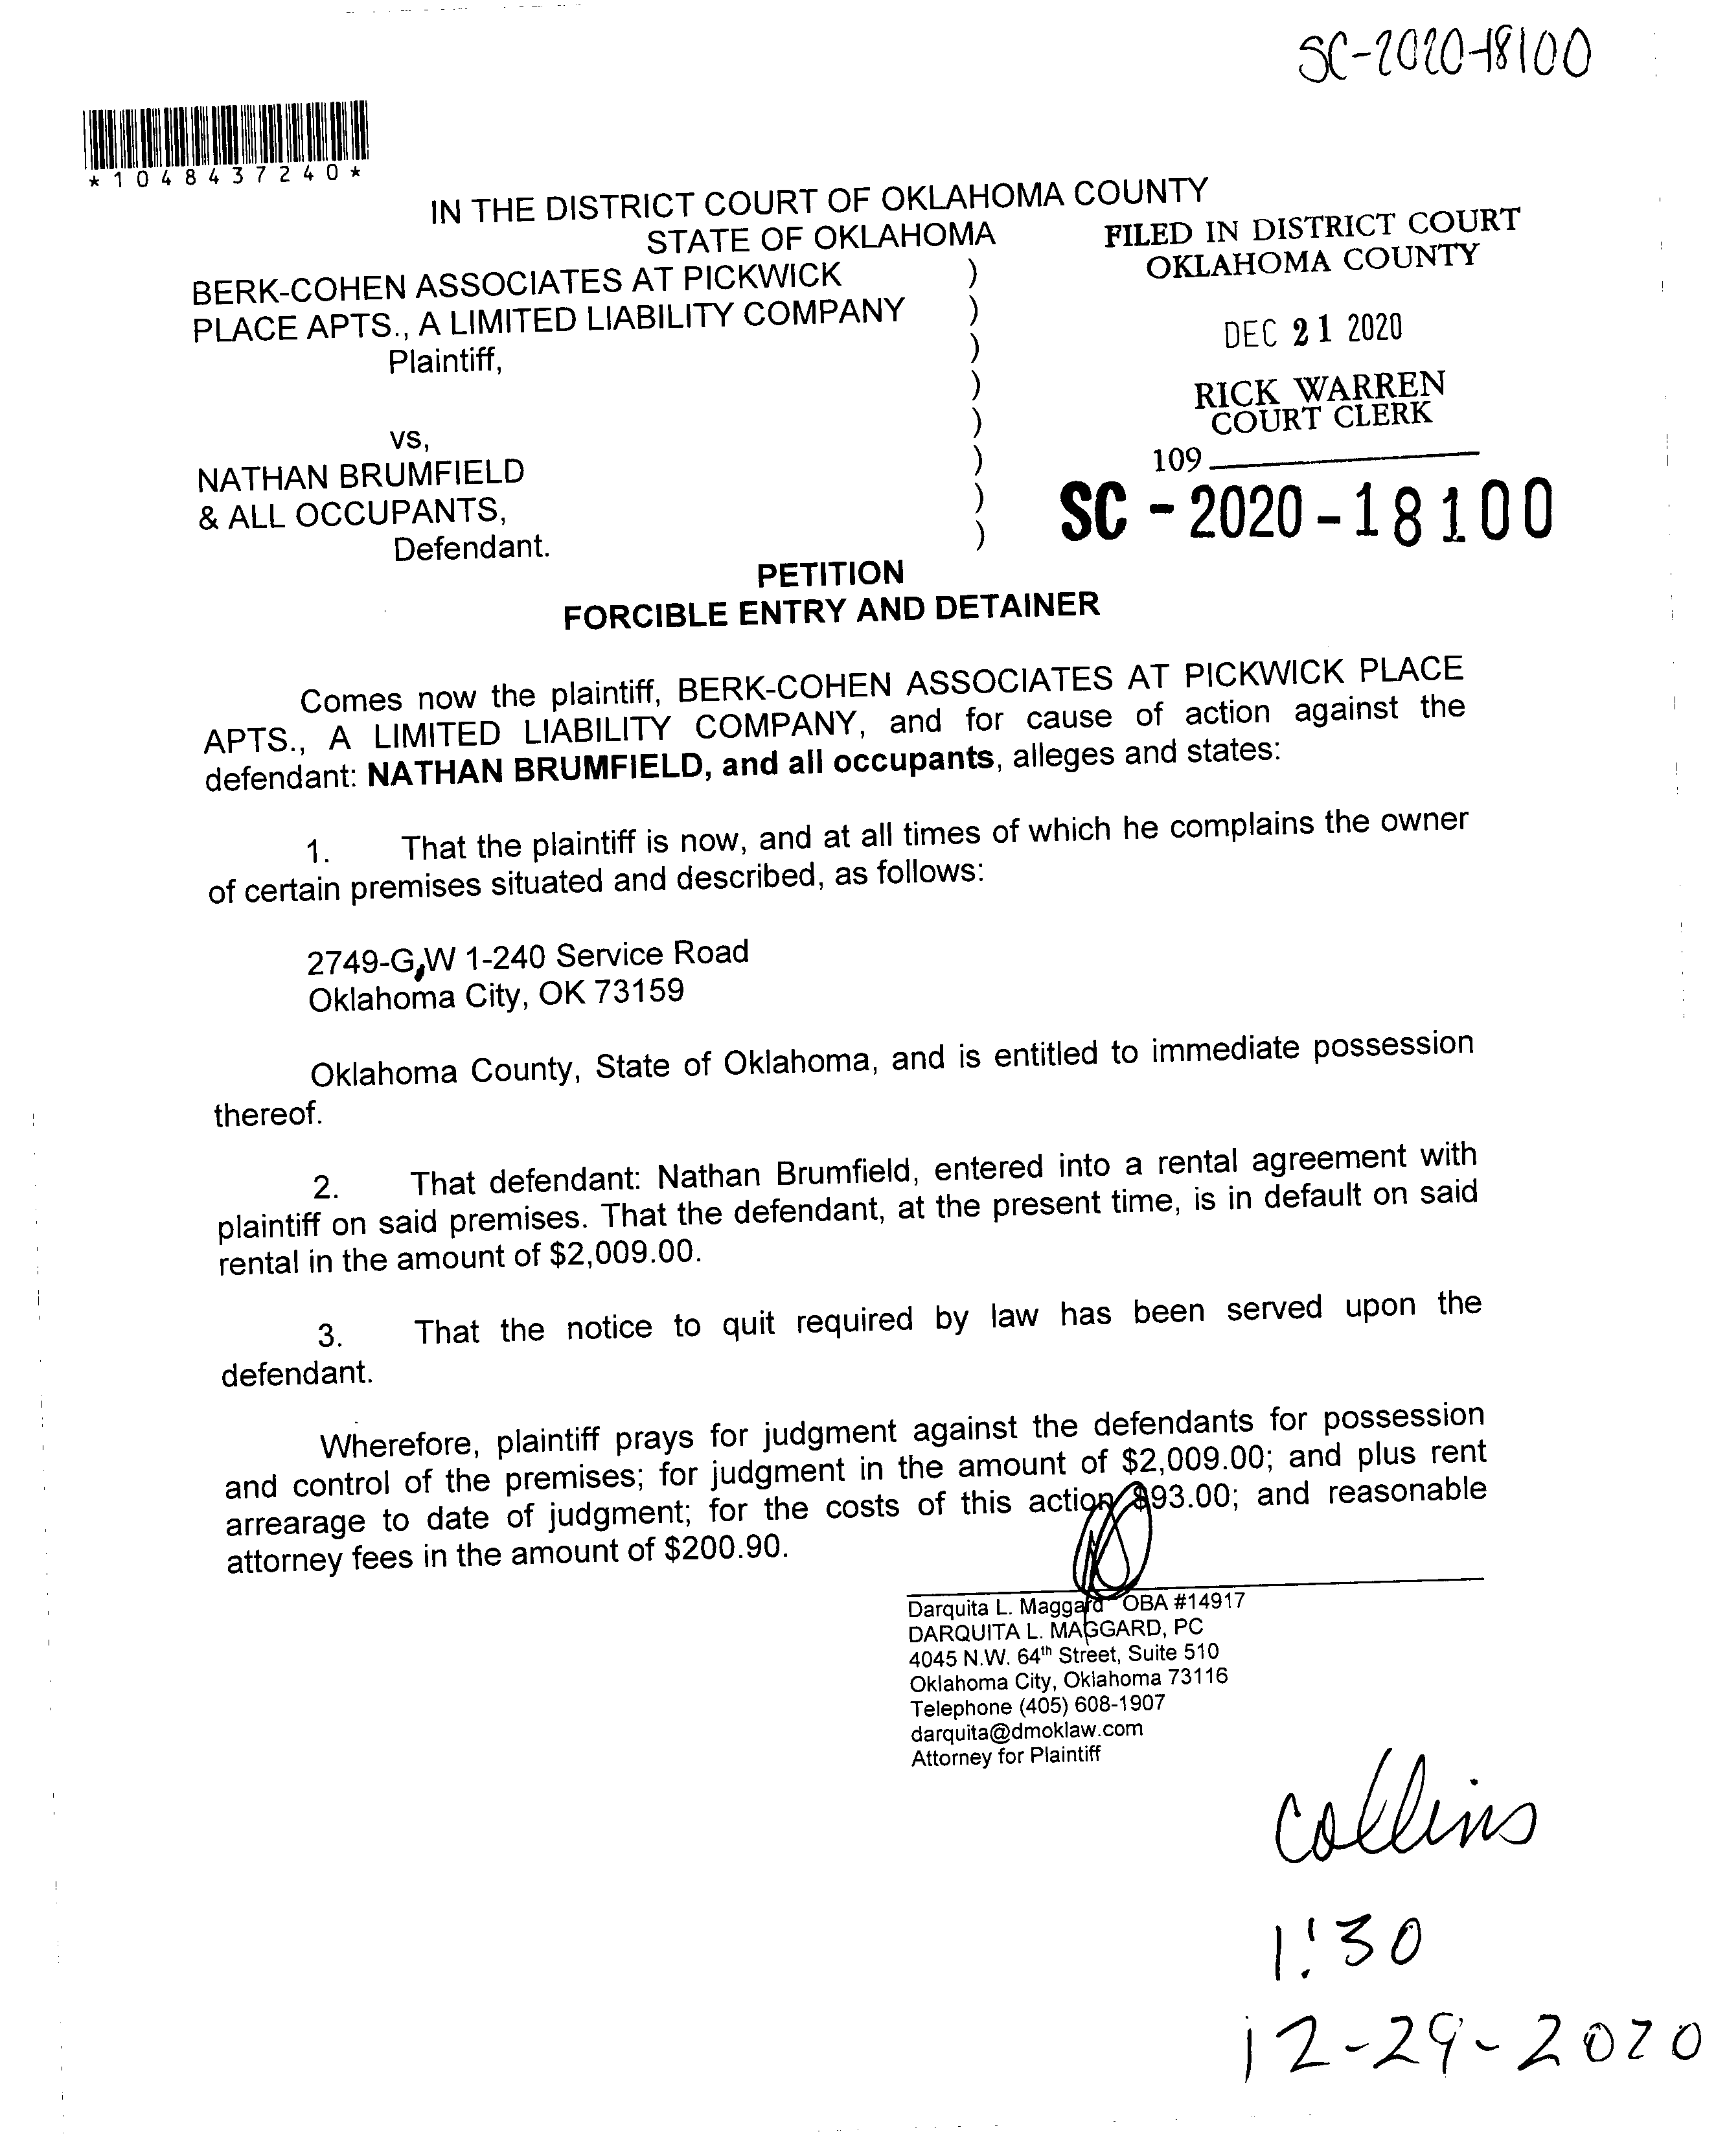 SC-2020-18100
*1048437240*
IN THE DISTRICT COURT OF OKLAHOMA COUNTY
STATE OF OKLAHOMA
FILED IN DISTRICT COURT
OKLAHOMA COUNTY
DEC 21 2020
RICK WARREN
COURT CLERK
109
SC - 2020 - 18100
BERK-COHEN ASSOCIATES AT PICKWICK )
PLACE APTS., A LIMITED LIABILITY COMPANY )
Plaintiff, )
)
)
vs, )
NATHAN BRUMFIELD )
& ALL OCCUPANTS, )
Defendant.
PETITION
FORCIBLE ENTRY AND DETAINER
Comes now the plaintiff, BERK-COHEN ASSOCIATES AT PICKWICK PLACE
APTS., A LIMITED LIABILITY COMPANY, and for cause of action against the
defendant: NATHAN BRUMFIELD, and all occupants, alleges and states:
1. That the plaintiff is now, and at all times of which he complains the owner
of certain premises situated and described, as follows:
2749-G,W 1-240 Service Road
Oklahoma City, OK 73159
Oklahoma County, State of Oklahoma, and is entitled to immediate possession
thereof.
2. That defendant: Nathan Brumfield, entered into a rental agreement with
plaintiff on said premises. That the defendant, at the present time, is in default on said
rental in the amount of $2,009.00.
3. That the notice to quit required by law has been served upon the
defendant.
Wherefore, plaintiff prays for judgment against the defendants for possession
and control of the premises; for judgment in the amount of $2,009.00; and plus rent
arrearage to date of judgment; for the costs of this action $93.00; and reasonable
attorney fees in the amount of $200.90.
Darquita L. Maggard OBA #14917
DARQUITA L. MAGGARD, PC
4045 N.W. 64th Street, Suite 510
Oklahoma City, Oklahoma 73116
Telephone (405) 608-1907
darquita@dmoklaw.com
Attorney for Plaintiff
Collins
1:30
12-29-2020